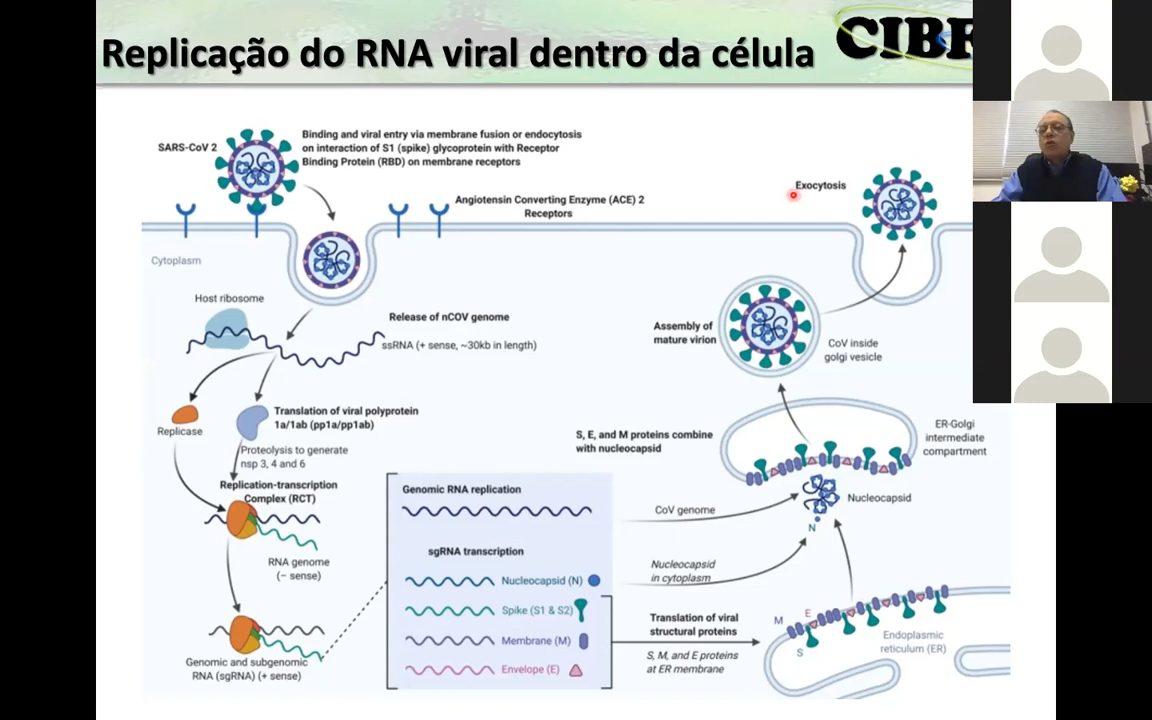 Replicação do RNA viral dentro da célula
SARS-CoV 2
Binding and viral entry via membrane fusion or endocytosis
on interaction of S1 (spike) glycoprotein with Receptor
Binding Protein (RBD) on membrane receptors
Angiotensin Converting Enzyme (ACE) 2
Receptors
Exocytosis
Cytoplasm
Host ribosome
Release of nCOV genome
ssRNA (+ sense, ~30kb in length)
Assembly of
mature virion
CoV inside
golgi vesicle
Replicase
Translation of viral polyprotein
1a/1ab (pp1a/pp1ab)
Proteolysis to generate
nsp 3, 4 and 6
Replication-transcription
Complex (RCT)
RNA genome
(– sense)
Genomic and subgenomic
RNA (sgRNA) (+ sense)
Genomic RNA replication
sgRNA transcription
Nucleocapsid (N)
Spike (S1 & S2)
Membrane (M)
Envelope (E)
S, E, and M proteins combine
with nucleocapsid
ER-Golgi
intermediate
compartment
CoV genome
Nucleocapsid
N
Nucleocapsid
in cytoplasm
Translation of viral
structural proteins
S, M, and E proteins
at ER membrane
M
E
S
Endoplasmic
reticulum (ER)